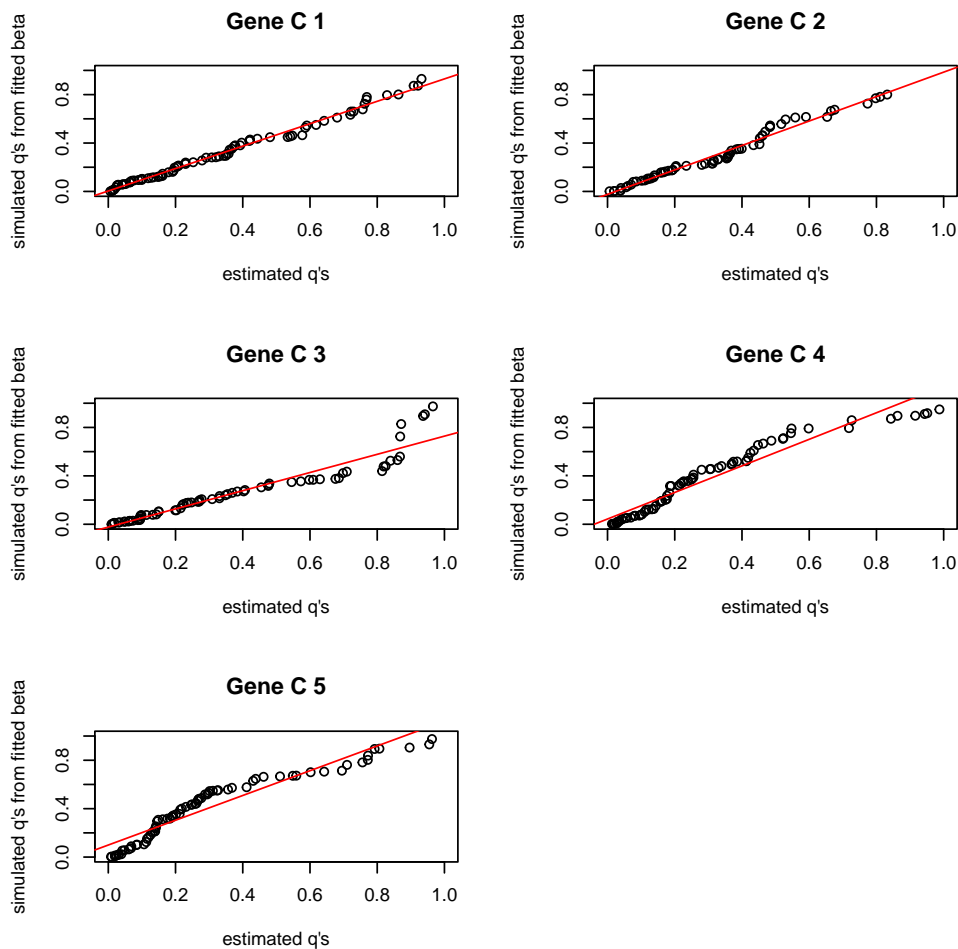 Gene C 1
simulated q's from fitted beta
0.0 0.4 0.8
0.0 0.2 0.4 0.6 0.8 1.0
estimated q's
Gene C 2
simulated q's from fitted beta
0.0 0.4 0.8
0.0 0.2 0.4 0.6 0.8 1.0
estimated q's
Gene C 3
simulated q's from fitted beta
0.0 0.4 0.8
0.0 0.2 0.4 0.6 0.8 1.0
estimated q's
Gene C 4
simulated q's from fitted beta
0.0 0.4 0.8
0.0 0.2 0.4 0.6 0.8 1.0
estimated q's
Gene C 5
simulated q's from fitted beta
0.0 0.4 0.8
0.0 0.2 0.4 0.6 0.8 1.0
estimated q's